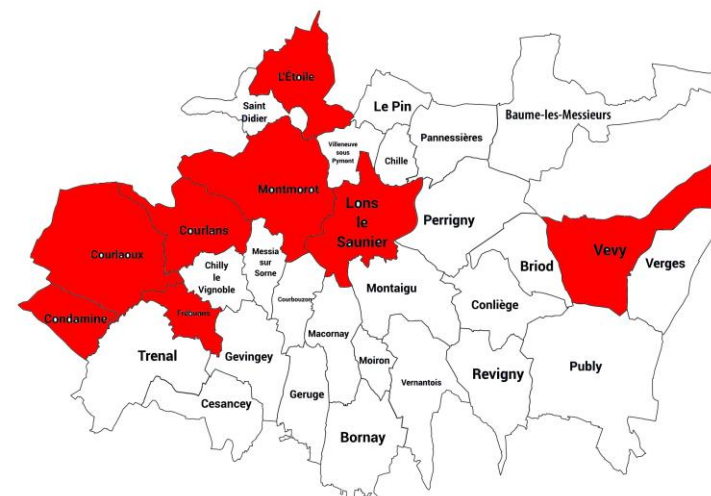 L'Étoile
Saint
Didier
Le Pin
Baume-les-Messieurs
Pannessières
Villeneuve
sous
Pymont
Chille
Montmorot
Lons
le
Saunier
Perrigny
Courlans
Courlaoux
Messia
sur
Sorne
Chilly
le
Vignoble
Briod
Vevy
Verges
Montaigu
Conliège
Courbouzon
Condamine
Frébuans
Macornay
Trenal
Gevingey
Moiron
Publy
Revigny
Vernantois
Geruge
Cesancey
Bornay